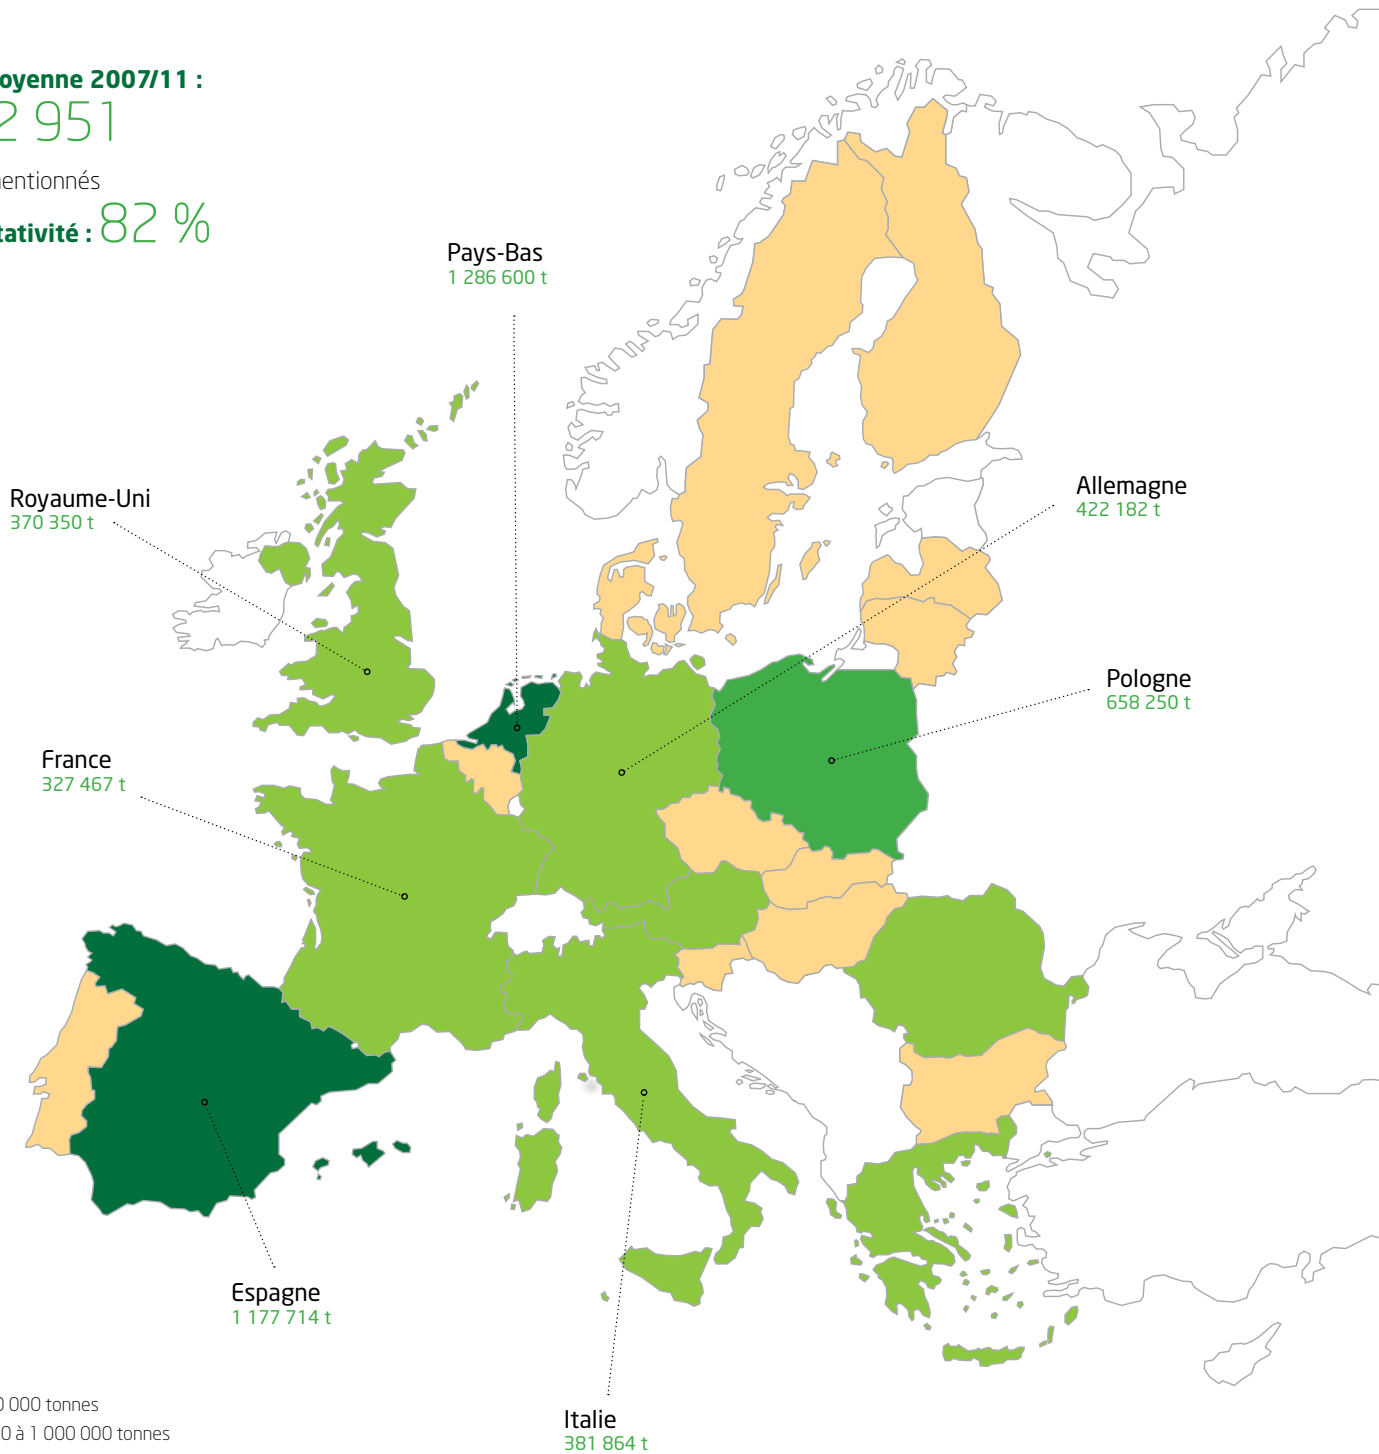 oyenne 2007/11 :
2 951
entionnés
tativité : 82 %
Pays-Bas
1 286 600 t
Royaume-Uni
370 350 t
Allemagne
422 182 t
Pologne
658 250 t
France
327 467 t
Espagne
1 177 714 t
0 000 tonnes
0 à 1 000 000 tonnes
Italie
381 864 t